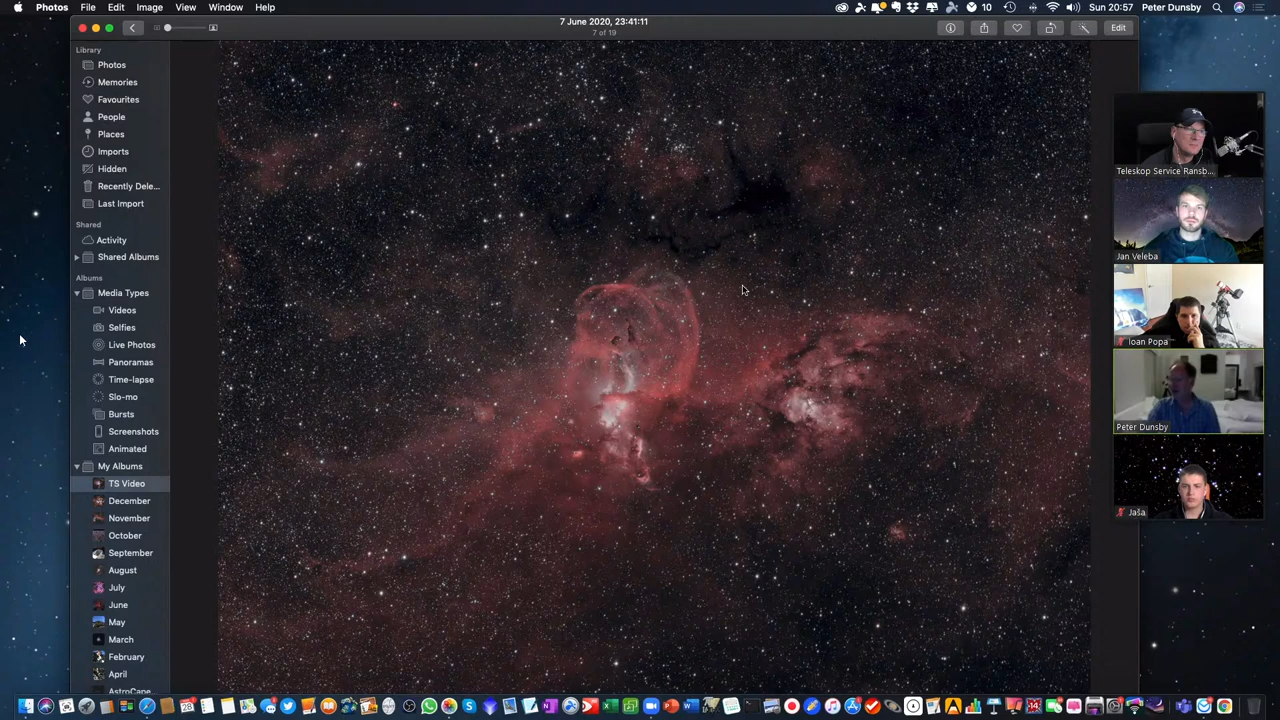 Photos File Edit Image View Window Help
10 Sun 20:57 Peter Dunsby
7 June 2020, 23:41:11
7 of 19
Edit
Library
Photos
Memories
Favourites
People
Places
Imports
Hidden
Recently Dele...
Last Import
Shared
Activity
Shared Albums
Albums
Media Types
Videos
Selfies
Live Photos
Panoramas
Time-lapse
Slo-mo
Bursts
Screenshots
Animated
My Albums
TS Video
December
November
October
September
August
July
June
May
March
February
April
AstroCape
Teleskop Service Ransb...
Jan Veleba
Ioan Popa
Peter Dunsby
Jaša